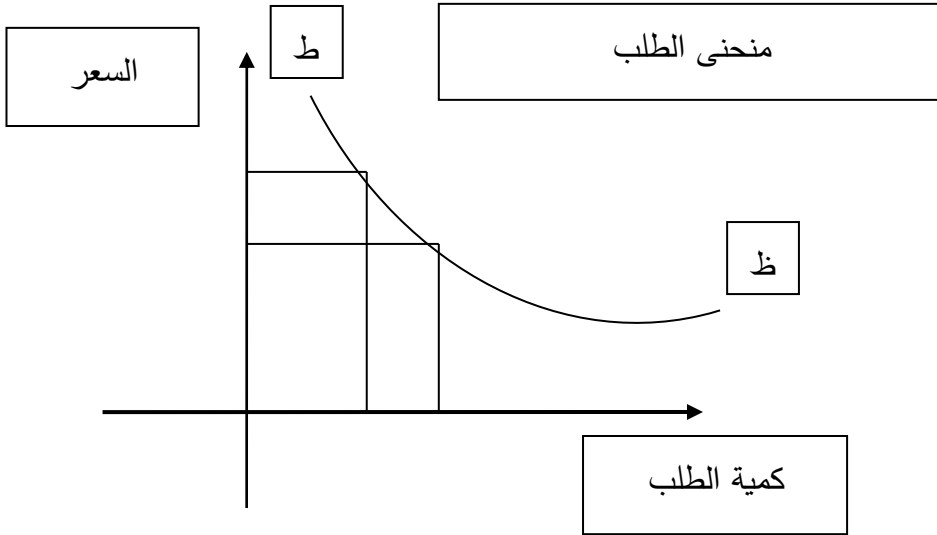 منحنى الطلب
ط
السعر
ظ
كمية الطلب